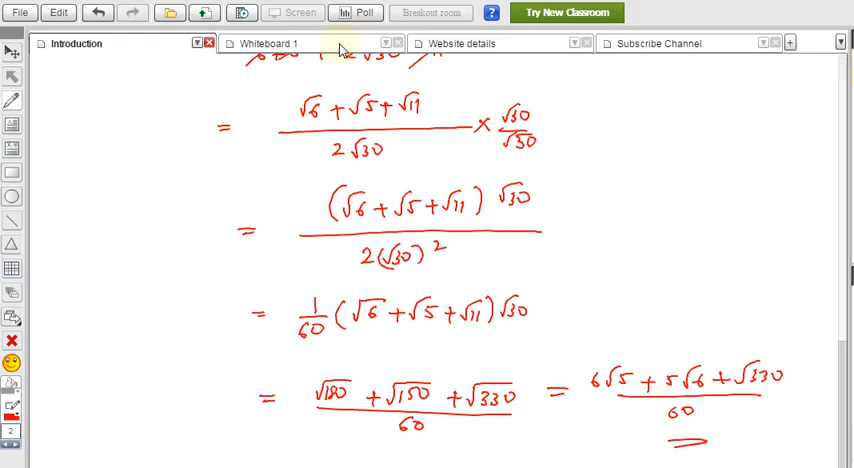 File Edit Screen Poll Breakout room ? Try New Classroom
Introduction Whiteboard 1 Website details Subscribe Channel +
= (√6 + √5 + √11) / (2√30) × √30/√30
= (√6 + √5 + √11) √30 / 2(√30)²
= 1/60 (√6 + √5 + √11) √30
= (√180 + √150 + √330) / 60 = (6√5 + 5√6 + √330) / 60
2